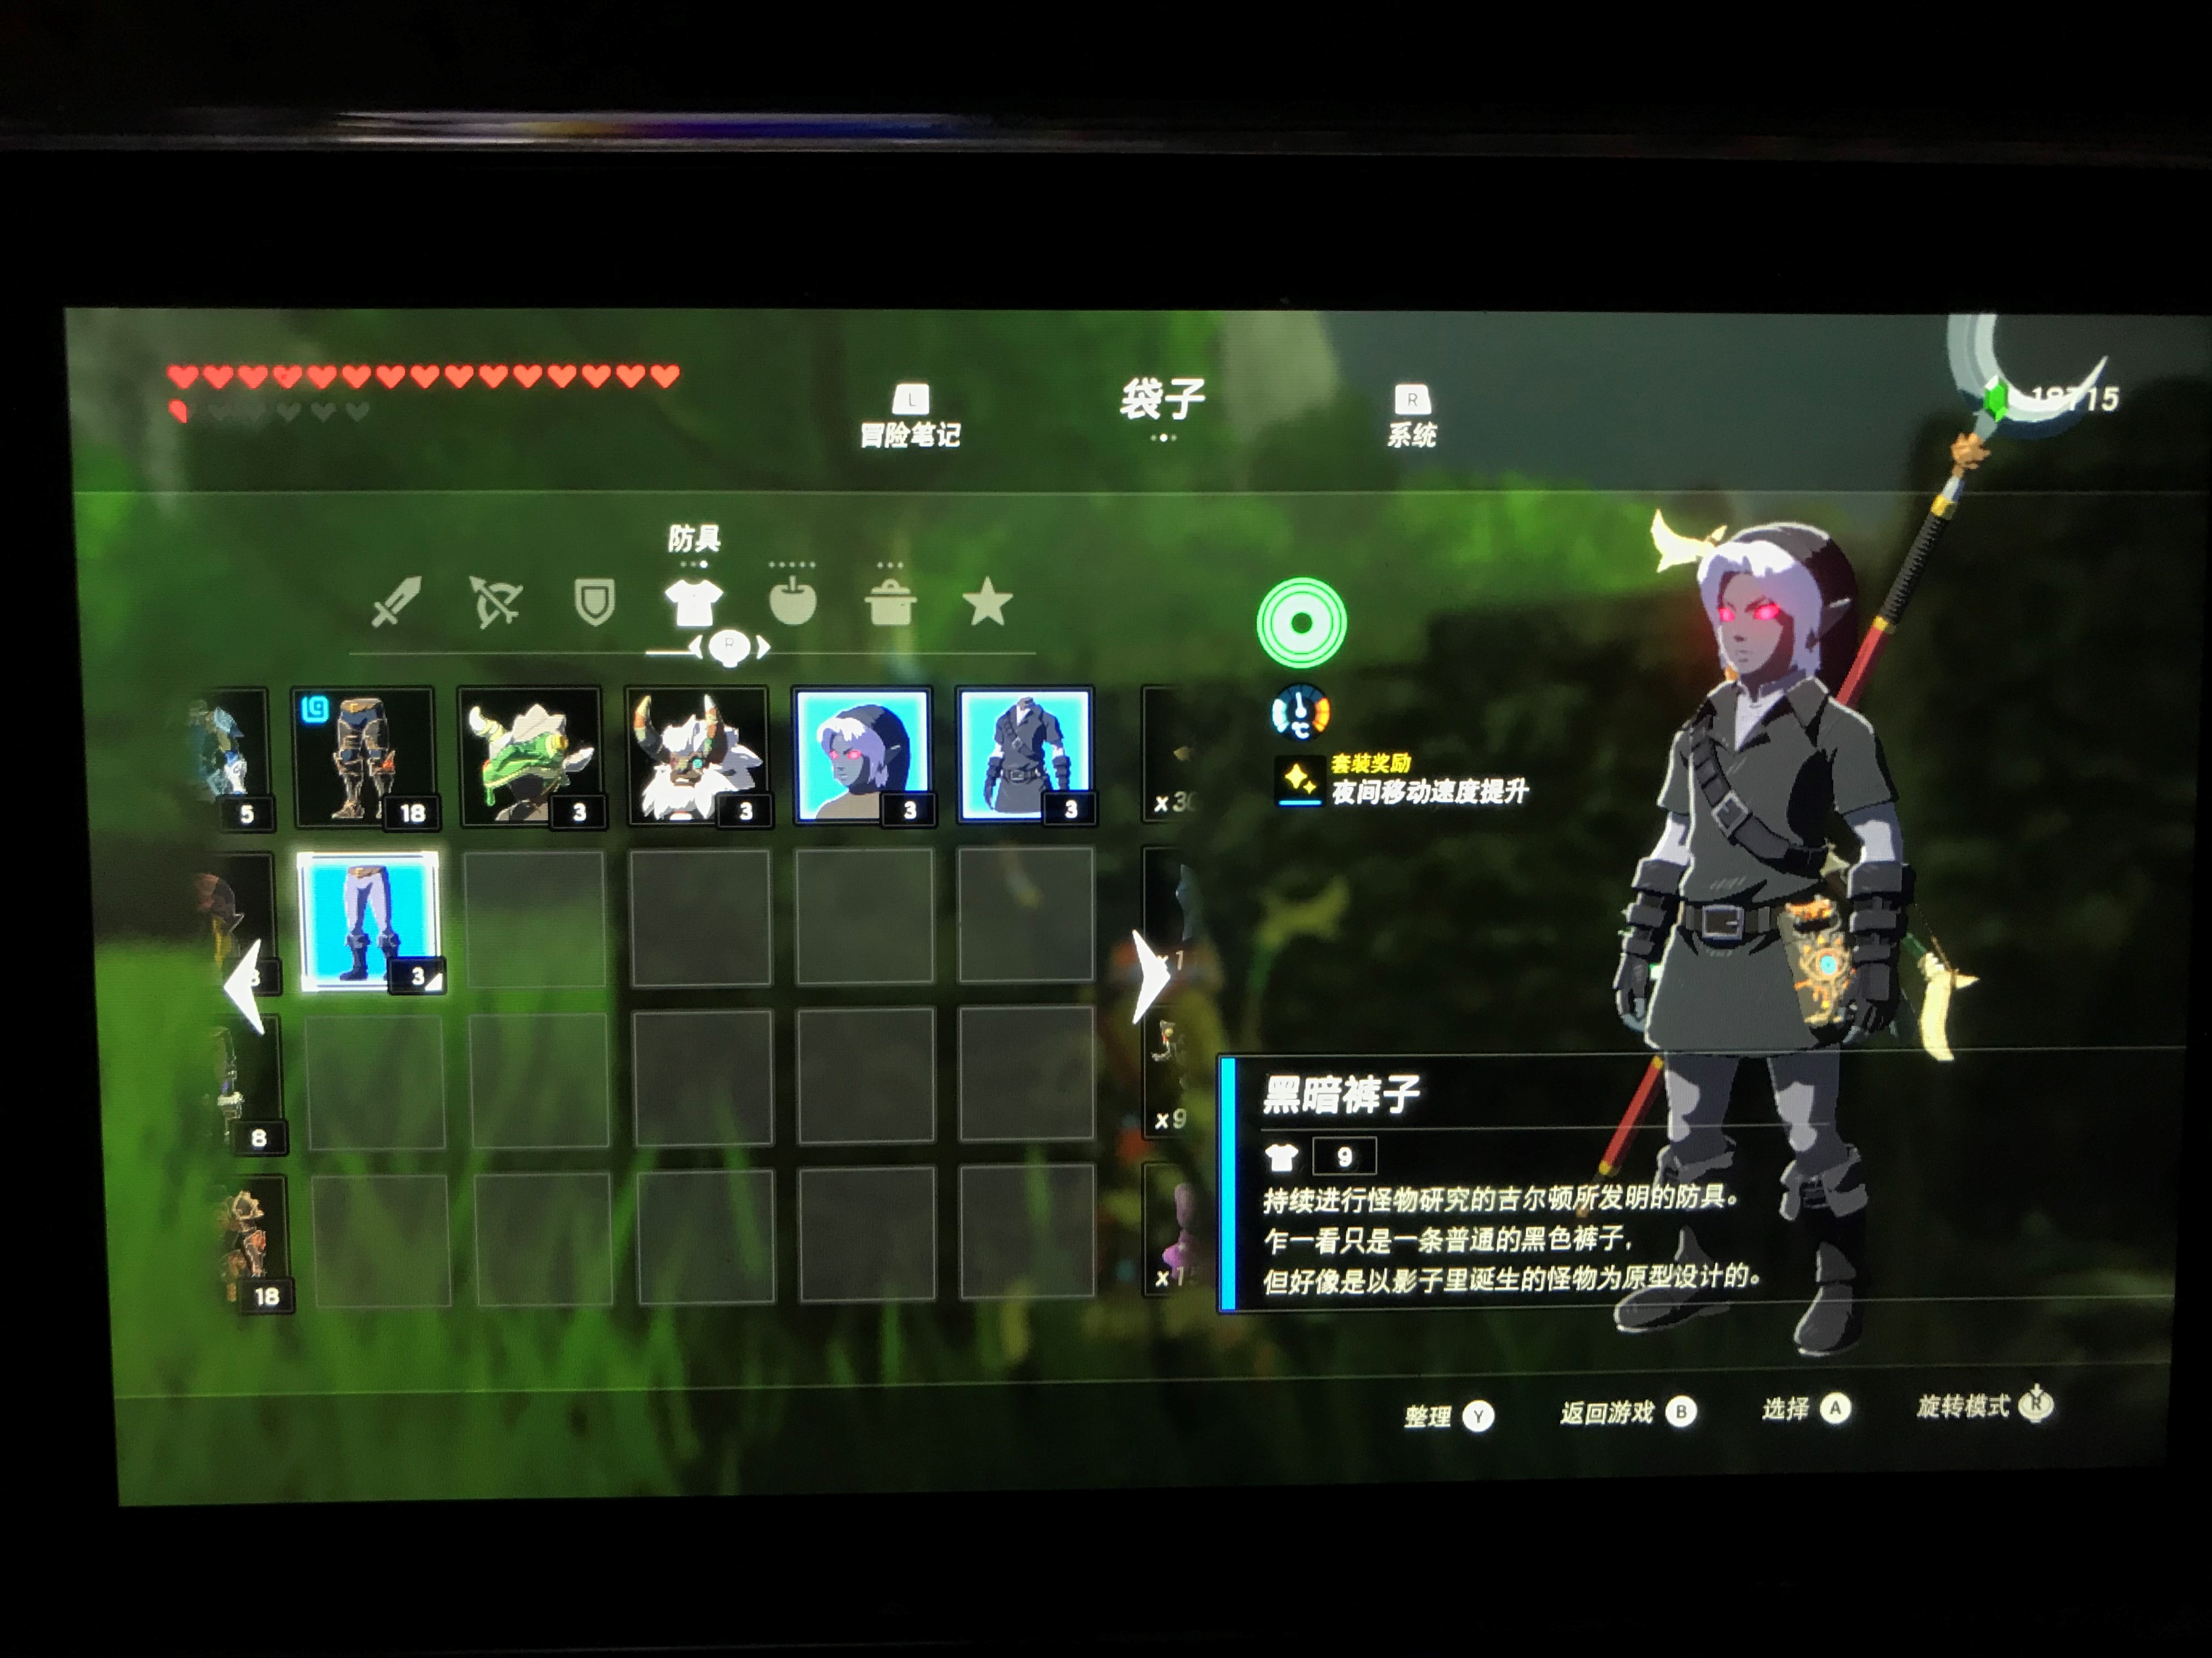 L
袋子
R
18715
冒险笔记
系统
防具
R
℃
套装奖励
夜间移动速度提升
5
18
3
3
3
3
3
8
18
x1
x9
x1
黑暗裤子
9
持续进行怪物研究的吉尔顿所发明的防具。
乍一看只是一条普通的黑色裤子，
但好像是以影子里诞生的怪物为原型设计的。
整理 Y
返回游戏 B
选择 A
旋转模式 R